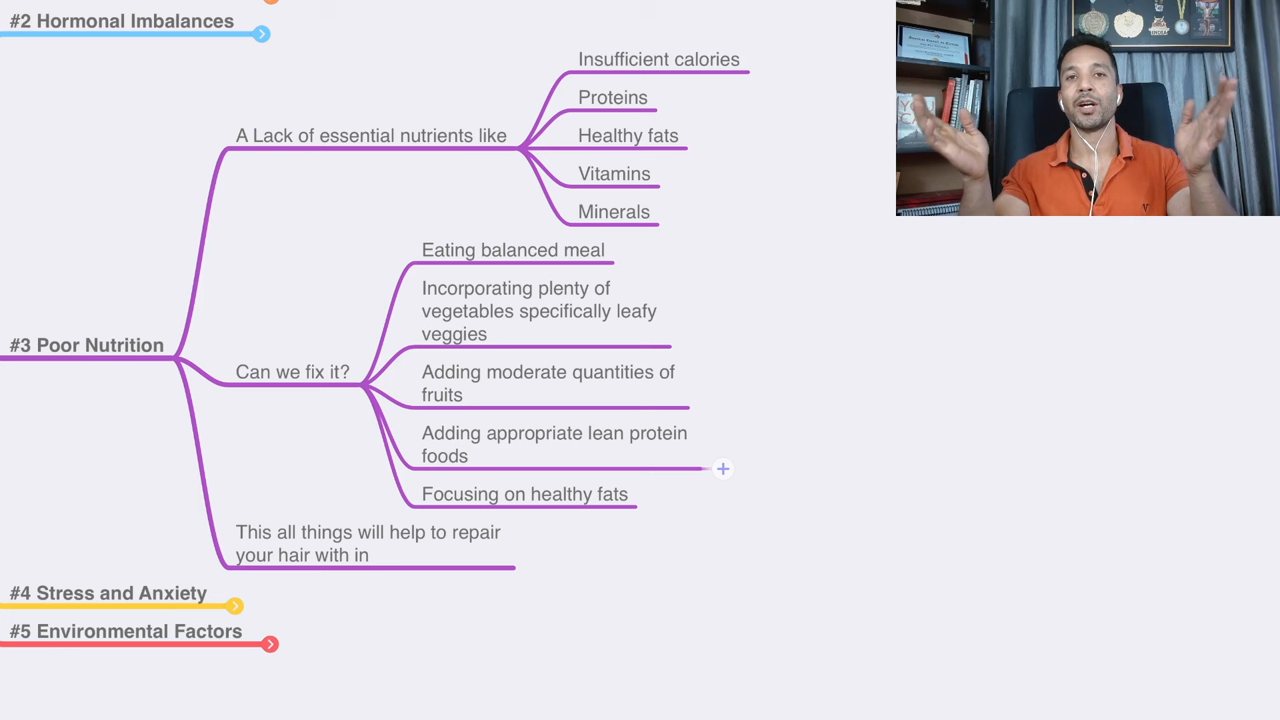 #2 Hormonal Imbalances
Insufficient calories
Proteins
A Lack of essential nutrients like
Healthy fats
Vitamins
Minerals
Eating balanced meal
Incorporating plenty of
vegetables specifically leafy
veggies
#3 Poor Nutrition
Can we fix it?
Adding moderate quantities of
fruits
Adding appropriate lean protein
foods
Focusing on healthy fats
This all things will help to repair
your hair with in
#4 Stress and Anxiety
#5 Environmental Factors